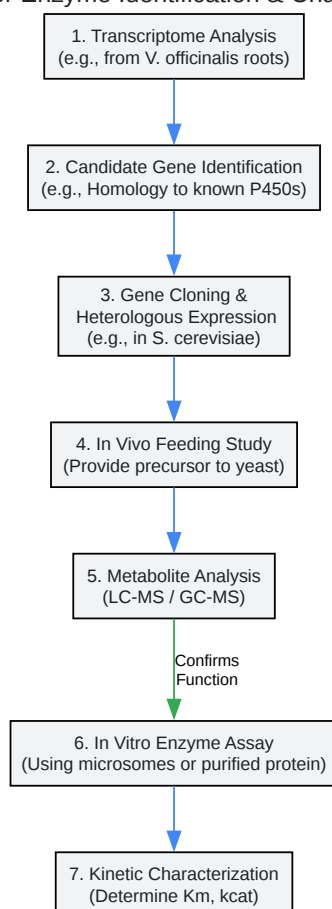 Enzyme Identification &
1. Transcriptome Analysis
(e.g., from V. officinalis roots)
2. Candidate Gene Identification
(e.g., Homology to known P450s)
3. Gene Cloning &
Heterologous Expression
(e.g., in S. cerevisiae)
4. In Vivo Feeding Study
(Provide precursor to yeast)
5. Metabolite Analysis
(LC-MS / GC-MS)
Confirms
Function
6. In Vitro Enzyme Assay
(Using microsomes or purified protein)
7. Kinetic Characterization
(Determine Km, kcat)